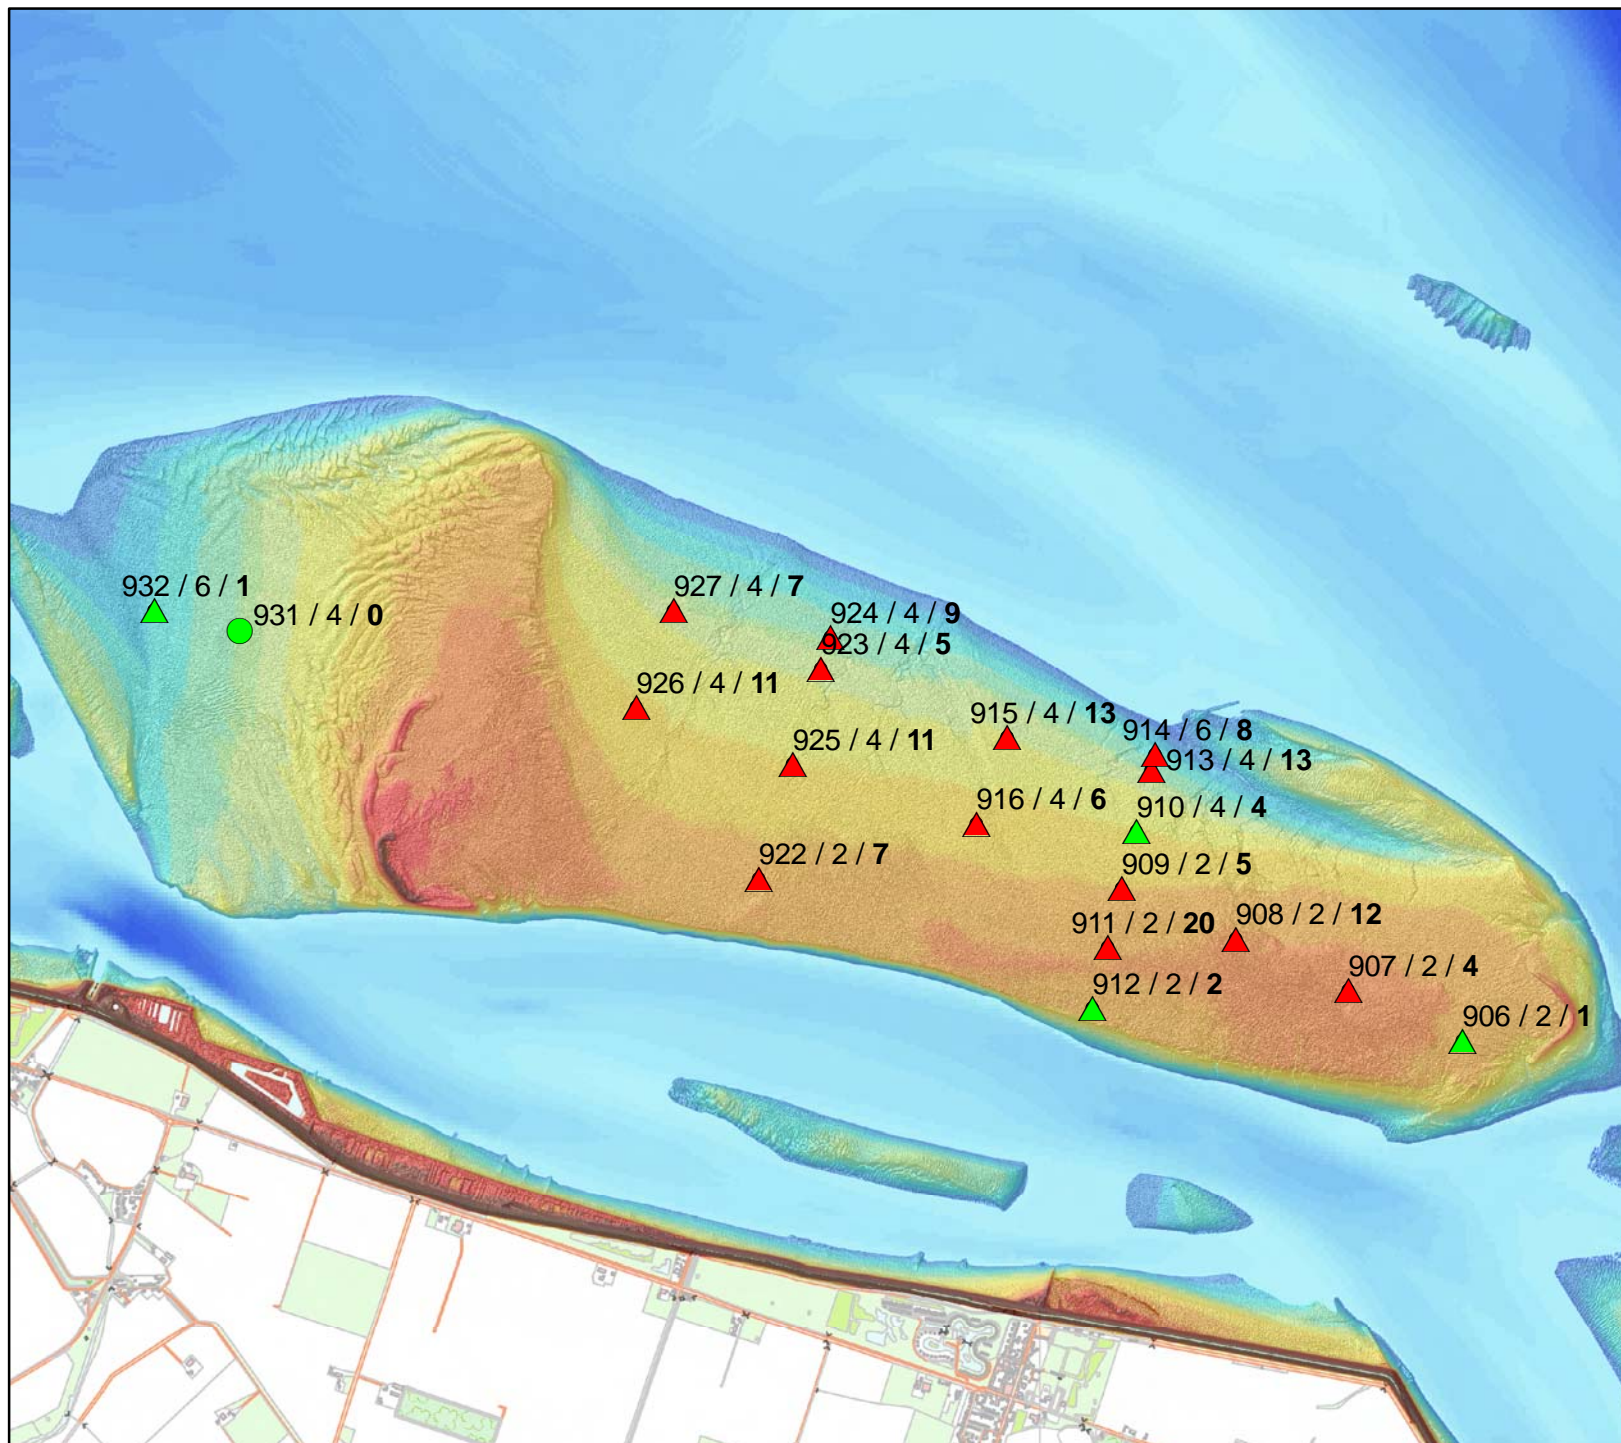 932 / 6 / 1
931 / 4 / 0
927 / 4 / 7
924 / 4 / 9
923 / 4 / 5
926 / 4 / 11
925 / 4 / 11
915 / 4 / 13
914 / 6 / 8
913 / 4 / 13
916 / 4 / 6
910 / 4 / 4
922 / 2 / 7
909 / 2 / 5
911 / 2 / 20
908 / 2 / 12
907 / 2 / 4
912 / 2 / 2
906 / 2 / 1